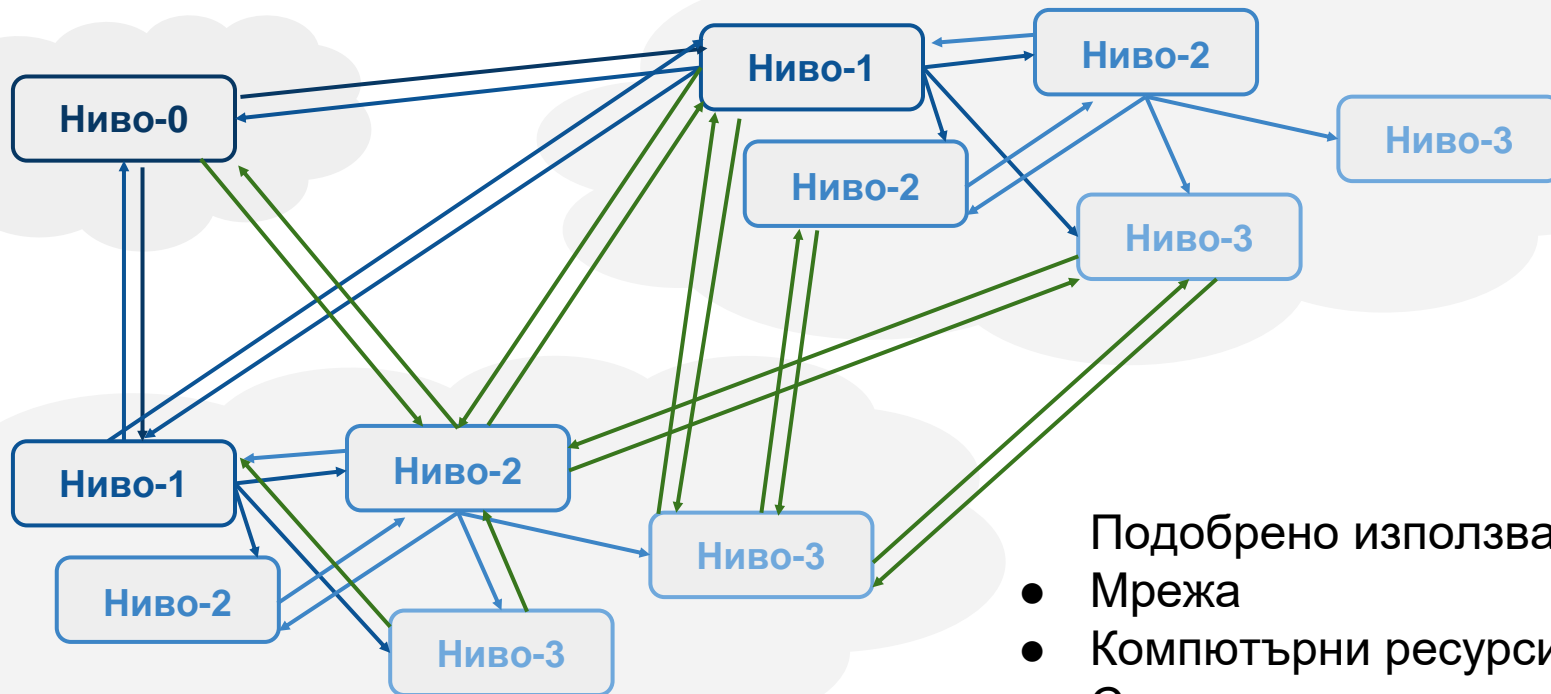 Ниво-1
Ниво-2
Ниво-0
Ниво-3
Ниво-2
Ниво-3
Ниво-1
Ниво-2
Ниво-3
Ниво-2
Ниво-3
Подобрено използва
● Мрежа
● Компютърни ресурси